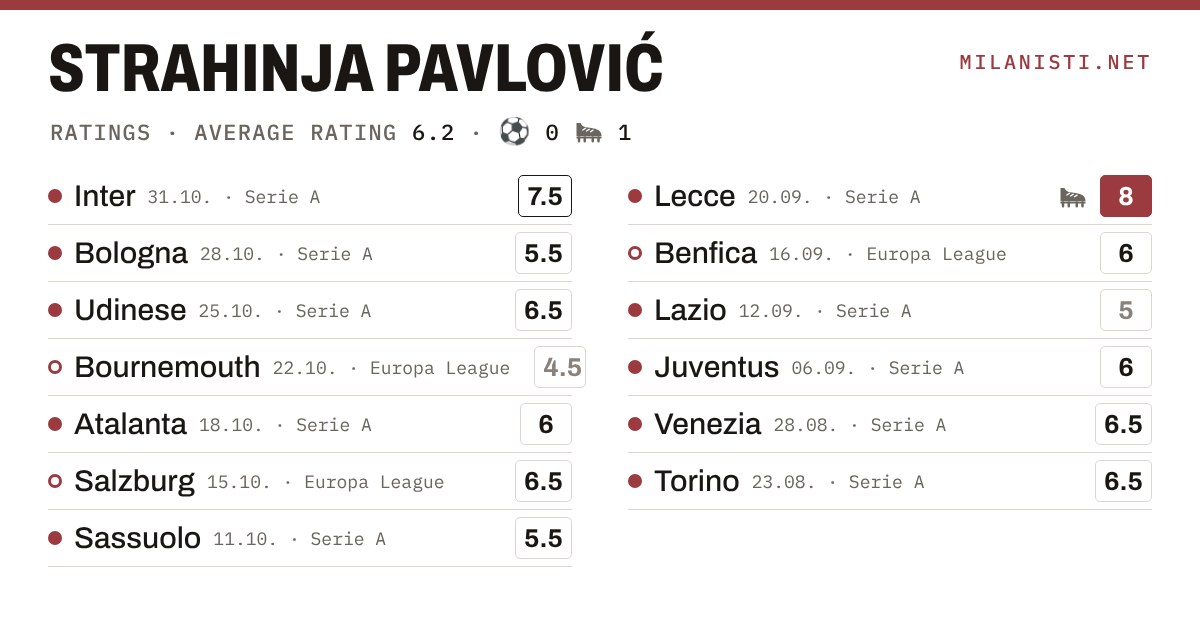 STRAHINJA PAVLOVIĆ
MILANISTI.NET
RATINGS · AVERAGE RATING 6.2 · ⚽ 0 👟 1
Inter 31.10. · Serie A 7.5
Bologna 28.10. · Serie A 5.5
Udinese 25.10. · Serie A 6.5
Bournemouth 22.10. · Europa League 4.5
Atalanta 18.10. · Serie A 6
Salzburg 15.10. · Europa League 6.5
Sassuolo 11.10. · Serie A 5.5
Lecce 20.09. · Serie A 8
Benfica 16.09. · Europa League 6
Lazio 12.09. · Serie A 5
Juventus 06.09. · Serie A 6
Venezia 28.08. · Serie A 6.5
Torino 23.08. · Serie A 6.5